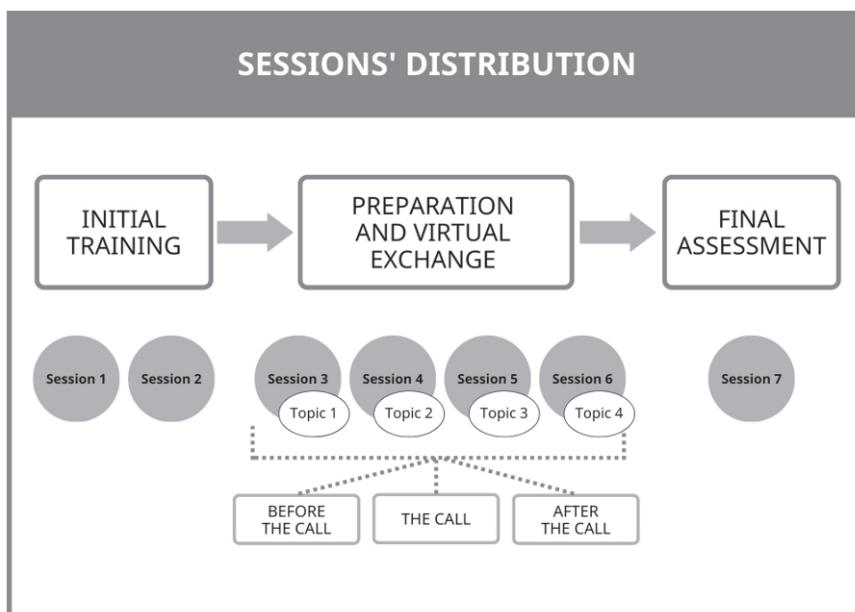 SESSIONS' DISTRIBUTION
INITIAL
TRAINING
PREPARATION
AND VIRTUAL
EXCHANGE
FINAL
ASSESSMENT
Session 1
Session 2
Session 3
Session 4
Session 5
Session 6
Session 7
Topic 1
Topic 2
Topic 3
Topic 4
BEFORE
THE CALL
THE CALL
AFTER
THE CALL